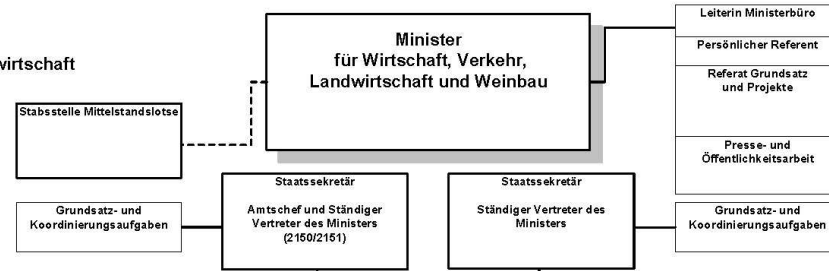 wirtschaft
Minister
für Wirtschaft, Verkehr,
Landwirtschaft und Weinbau
Leiterin Ministerbüro
Persönlicher Referent
Referat Grundsatz
und Projekte
Presse- und
Öffentlichkeitsarbeit
Stabsstelle Mittelstandslotse
Grundsatz- und
Koordinierungsaufgaben
Staatssekretär
Amtschef und Ständiger
Vertreter des Ministers
(2150/2151)
Staatssekretär
Ständiger Vertreter des
Ministers
Grundsatz- und
Koordinierungsaufgaben